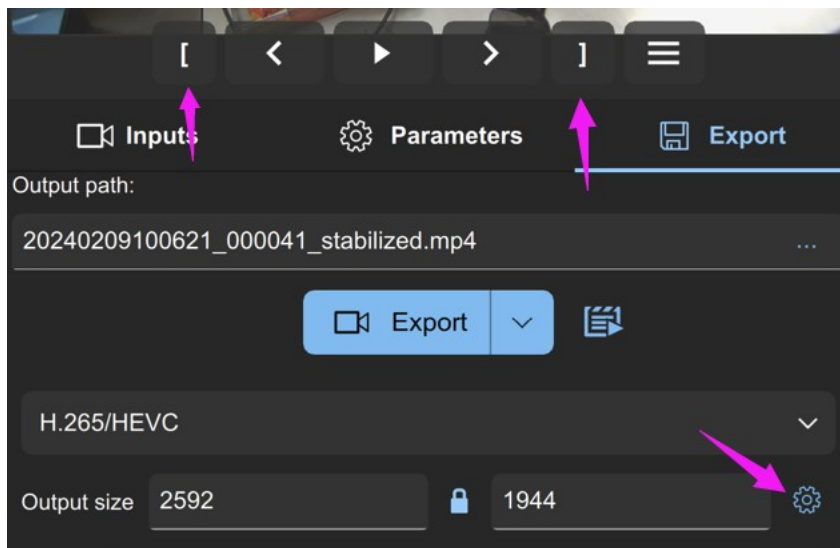 [ ]
Inputs Parameters Export
Output path:
20240209100621_000041_stabilized.mp4 ...
Export
H.265/HEVC
Output size 2592 1944